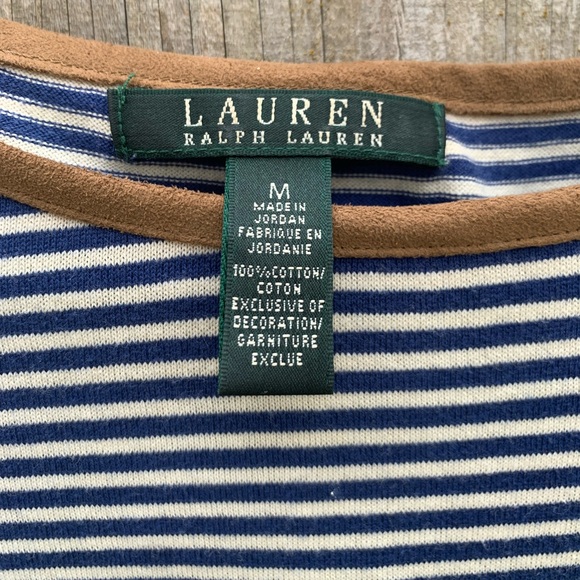 LAUREN
RALPH LAUREN
M
MADE IN
JORDAN
FABRIQUE EN
JORDANIE
100%COTTON/
COTON
EXCLUSIVE OF
DECORATION/
GARNITURE
EXCLUE